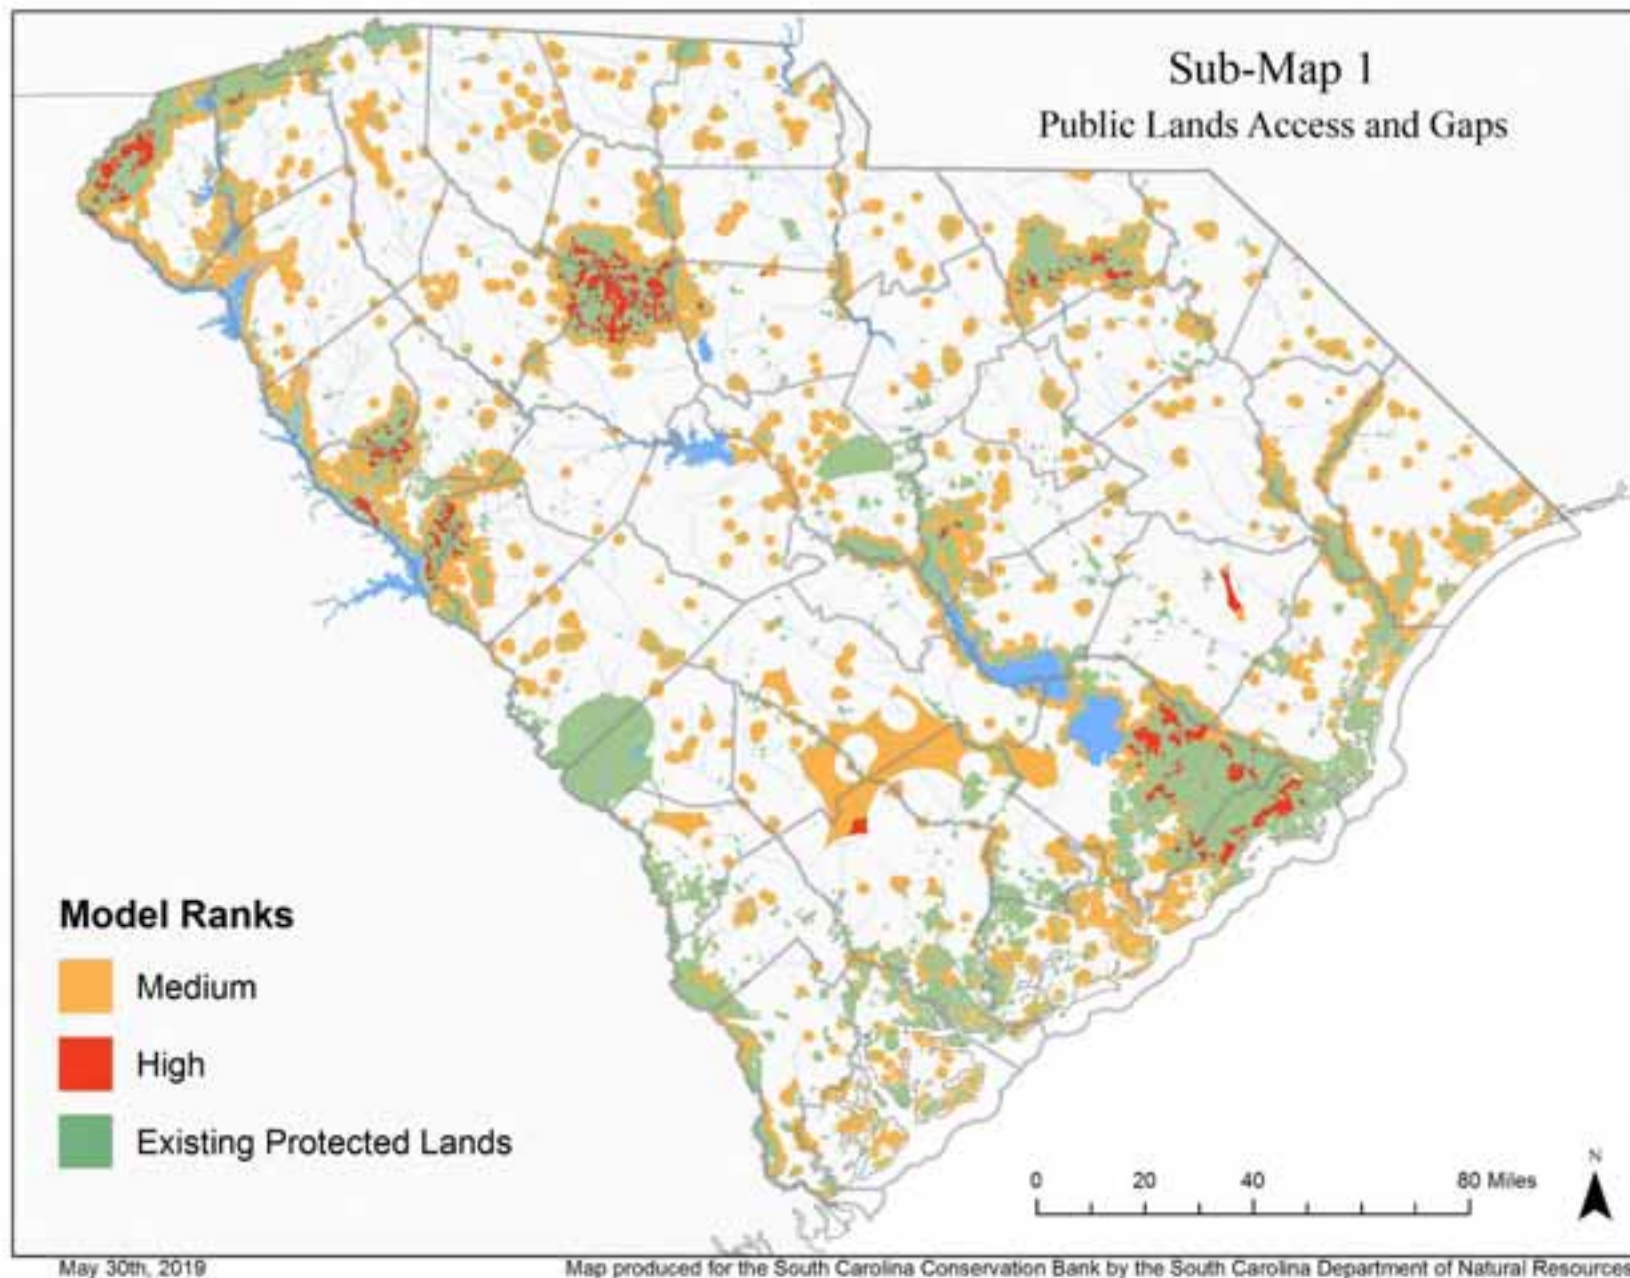 Sub-Map 1
Public Lands Access and Gaps
Model Ranks
Medium
High
Existing Protected Lands
N
0 20 40 80 Miles
May 30th, 2019 Map produced for the South Carolina Conservation Bank by the South Carolina Department of Natural Resources